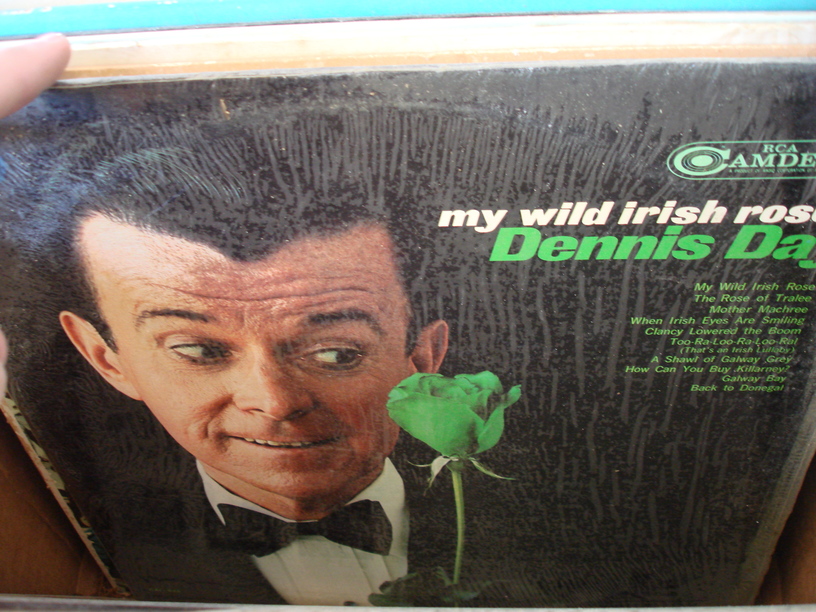 RCA
CAMDE
my wild irish rose
Dennis Day
My Wild Irish Rose
The Rose of Tralee
Mother Machree
When Irish Eyes Are Smiling
Clancy Lowered the Boom
Too-Ra-Loo-Ra-Loo-Ral
(That's an Irish Lullaby)
A Shawl of Galway Grey
How Can You Buy Killarney?
Galway Bay
Back to Donegal